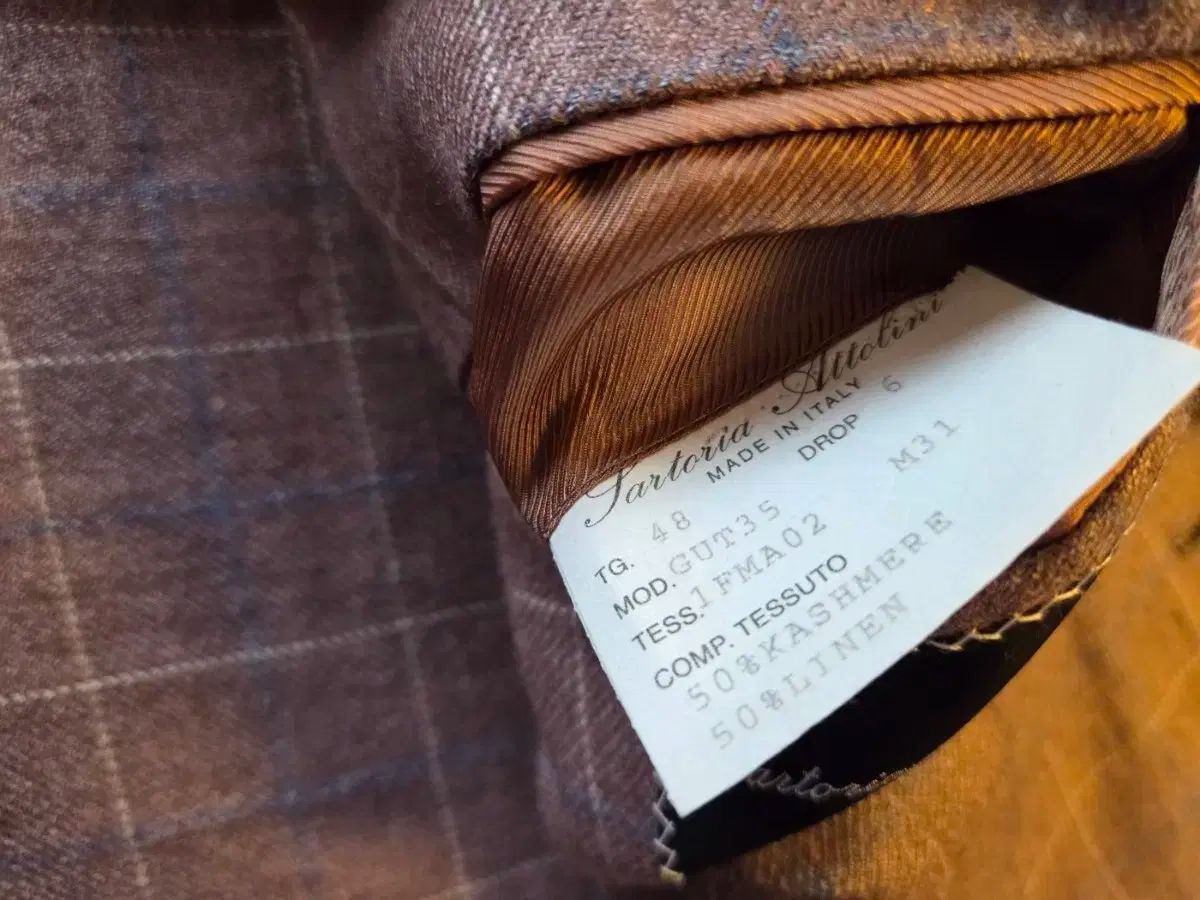 Sartoria Attolini
MADE IN ITALY
TG. 48 DROP 6
MOD. GUT35 M31
TESS. 1FMA02
COMP. TESSUTO
50%KASHMERE
50%LINEN